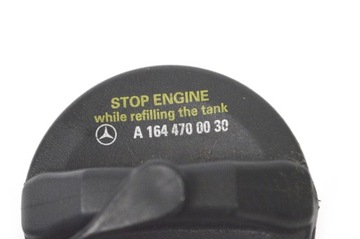 STOP ENGINE
while refilling the tank
A 164 470 00 30